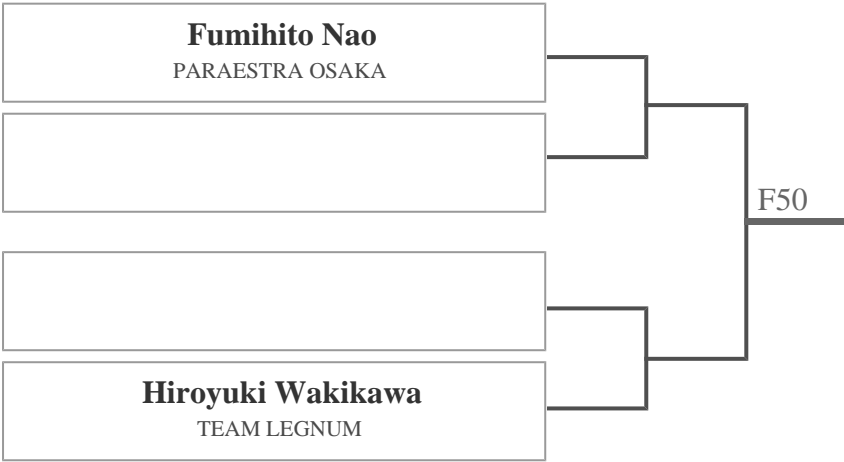 Fumihito Nao
PARAESTRA OSAKA
F50
Hiroyuki Wakikawa
TEAM LEGNUM